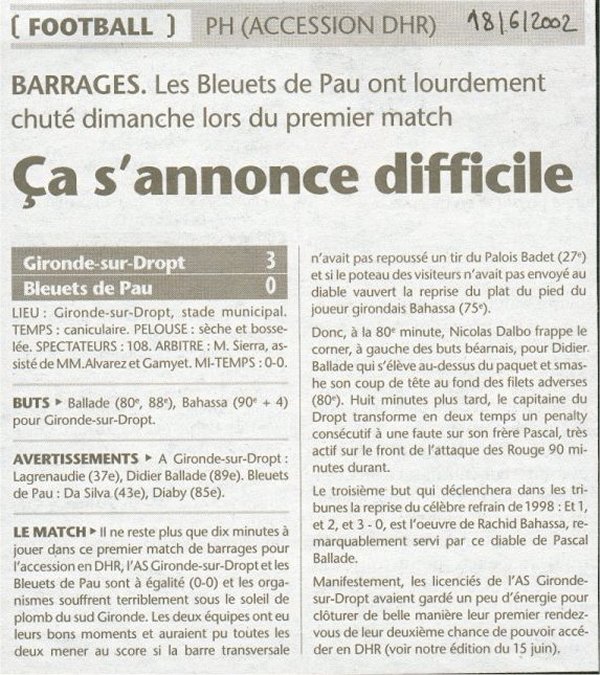 [ FOOTBALL ] PH (ACCESSION DHR) 18/6/2002
BARRAGES. Les Bleuets de Pau ont lourdement
chuté dimanche lors du premier match
Ça s'annonce difficile
Gironde-sur-Dropt 3
Bleuets de Pau 0
LIEU : Gironde-sur-Dropt, stade municipal.
TEMPS : caniculaire. PELOUSE : sèche et bosse-
lée. SPECTATEURS : 108. ARBITRE : M. Sierra, as-
sisté de MM.Alvarez et Gamyet. MI-TEMPS : 0-0.
BUTS ▸ Ballade (80e, 88e), Bahassa (90e + 4)
pour Gironde-sur-Dropt.
AVERTISSEMENTS ▸ A Gironde-sur-Dropt :
Lagrenaudie (37e), Didier Ballade (89e). Bleuets
de Pau : Da Silva (43e), Diaby (85e).
LE MATCH ▸ Il ne reste plus que dix minutes à
jouer dans ce premier match de barrages pour
l'accession en DHR, l'AS Gironde-sur-Dropt et les
Bleuets de Pau sont à égalité (0-0) et les orga-
nismes souffrent terriblement sous le soleil de
plomb du sud Gironde. Les deux équipes ont eu
leurs bons moments et auraient pu toutes les
deux mener au score si la barre transversale
n'avait pas repoussé un tir du Palois Badet (27e)
et si le poteau des visiteurs n'avait pas envoyé au
diable vauvert la reprise du plat du pied du
joueur girondais Bahassa (75e).
Donc, à la 80e minute, Nicolas Dalbo frappe le
corner, à gauche des buts béarnais, pour Didier
Ballade qui s'élève au-dessus du paquet et smas-
he son coup de tête au fond des filets adverses
(80e). Huit minutes plus tard, le capitaine du
Dropt transforme en deux temps un penalty
consécutif à une faute sur son frère Pascal, très
actif sur le front de l'attaque des Rouge 90 mi-
nutes durant.
Le troisième but qui déclenchera dans les tri-
bunes la reprise du célèbre refrain de 1998 : Et 1,
et 2, et 3 - 0, est l'oeuvre de Rachid Bahassa, re-
marquablement servi par ce diable de Pascal
Ballade.
Manifestement, les licenciés de l'AS Gironde-
sur-Dropt avaient gardé un peu d'énergie pour
clôturer de belle manière leur premier rendez-
vous de leur deuxième chance de pouvoir accé-
der en DHR (voir notre édition du 15 juin).